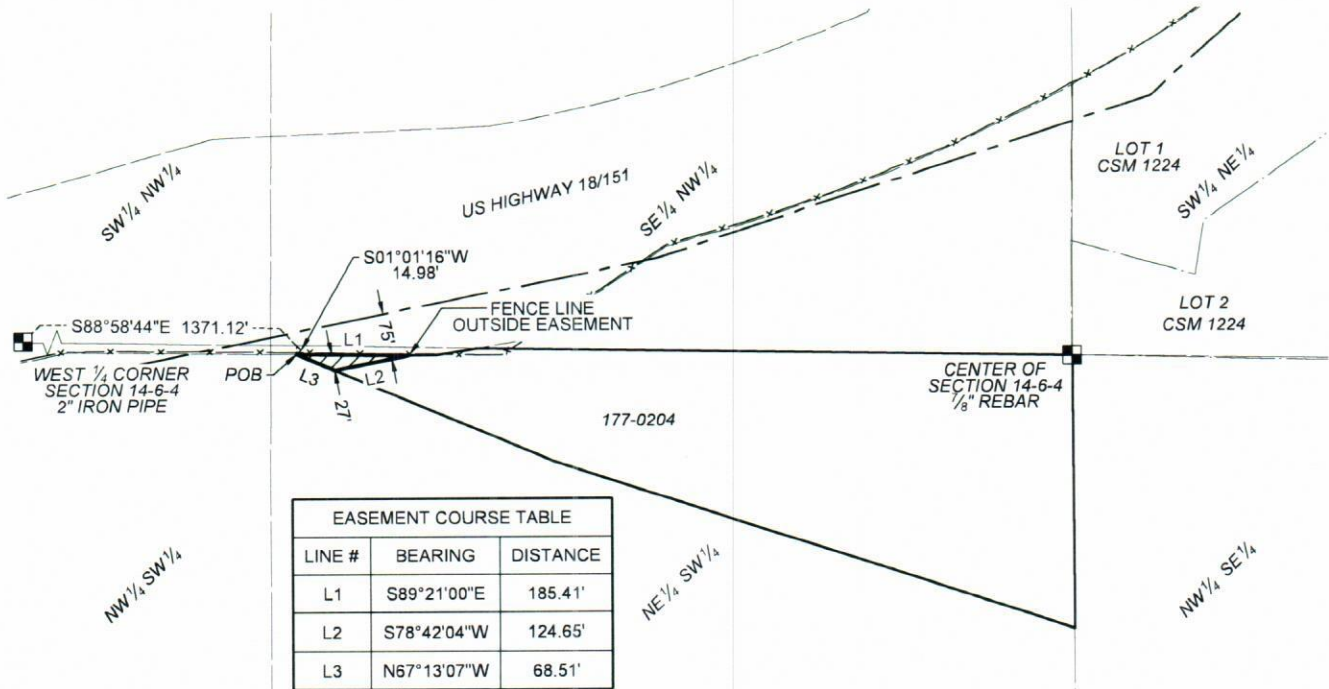 LOT 1
CSM 1224
SW¼ NW¼
US HIGHWAY 18/151
SE¼ NW¼
SW¼ NE¼
S01°01'16"W
14.98'
FENCE LINE
OUTSIDE EASEMENT
LOT 2
CSM 1224
S88°58'44"E 1371.12'
L1
75'
WEST ¼ CORNER
SECTION 14-6-4
2" IRON PIPE
POB
L3
L2
27'
CENTER OF
SECTION 14-6-4
⅞" REBAR
177-0204
EASEMENT COURSE TABLE
LINE # BEARING DISTANCE
L1 S89°21'00"E 185.41'
L2 S78°42'04"W 124.65'
L3 N67°13'07"W 68.51'
NW¼ SW¼
NE¼ SW¼
NW¼ SE¼